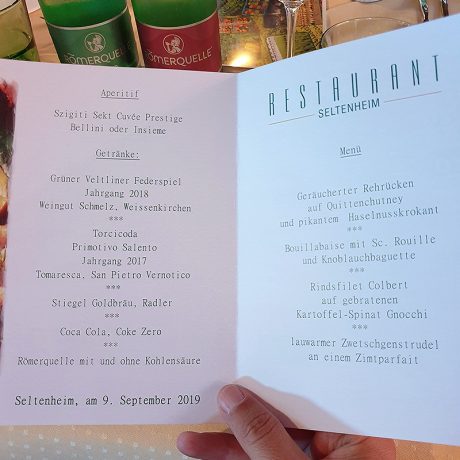 RÖMERQUELLE
RÖMERQUELLE
Aperitif
Szigiti Sekt Cuvée Prestige
Bellini oder Insieme
Getränke:
Grüner Veltliner Federspiel
Jahrgang 2018
Weingut Schmelz, Weissenkirchen
***
Torcicoda
Primotivo Salento
Jahrgang 2017
Tomaresca, San Pietro Vernotico
***
Stiegel Goldbräu, Radler
***
Coca Cola, Coke Zero
***
Römerquelle mit und ohne Kohlensäure
Seltenheim, am 9. September 2019
RESTAURANT
SELTENHEIM
Menü
Geräucherter Rehrücken
auf Quittenchutney
und pikantem Haselnusskrokant
***
Bouillabaise mit Sc. Rouille
und Knoblauchbaguette
***
Rindsfilet Colbert
auf gebratenen
Kartoffel-Spinat Gnocchi
***
lauwarmer Zwetschgenstrudel
an einem Zimtparfait